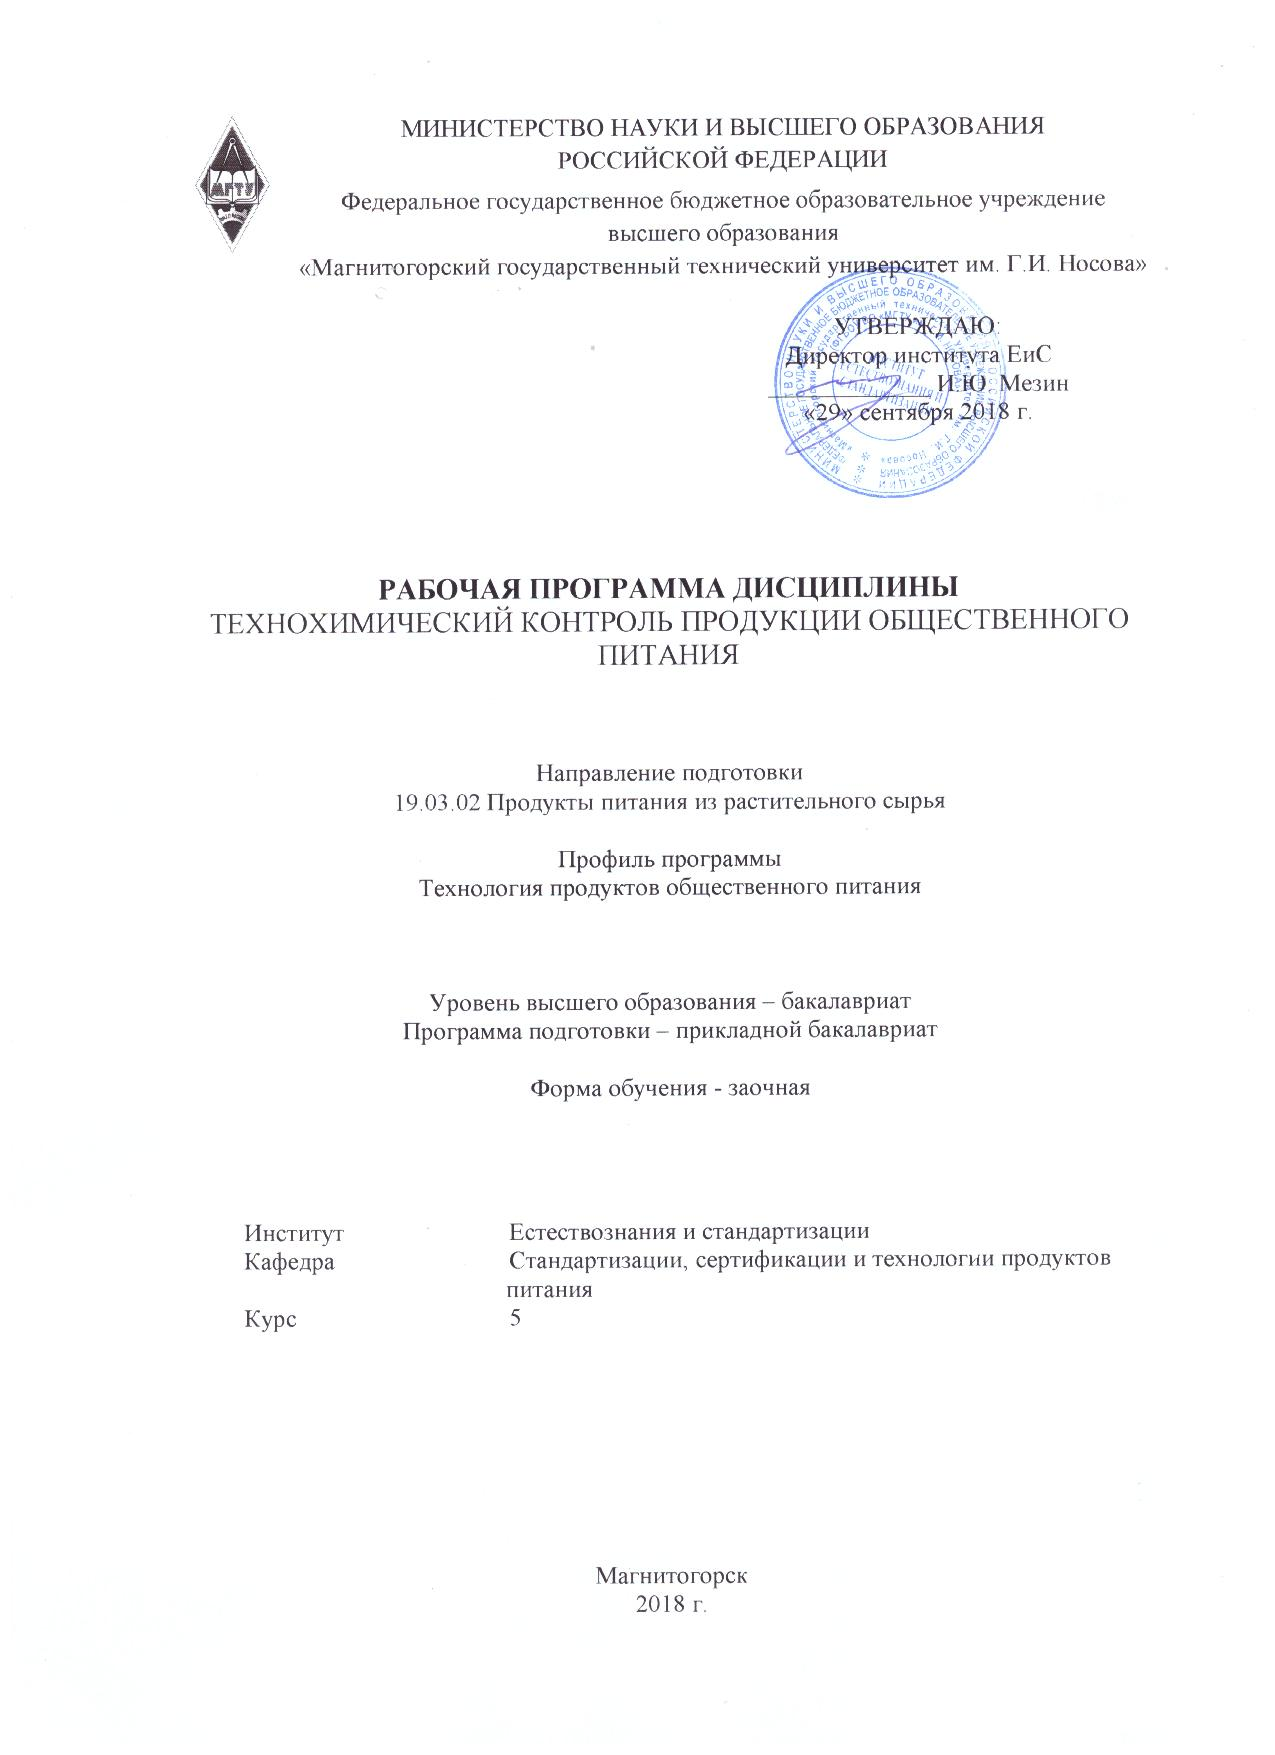 МИНИСТЕРСТВО НАУКИ И ВЫСШЕГО ОБРАЗОВАНИЯ
РОССИЙСКОЙ ФЕДЕРАЦИИ
МГТУ
Федеральное государственное бюджетное образовательное учреждение
высшего образования
«Магнитогорский государственный технический университет им. Г.И. Носова»
УТВЕРЖДАЮ:
Директор института ЕиС
И.Ю. Мезин
«29» сентября 2018 г.
РАБОЧАЯ ПРОГРАММА ДИСЦИПЛИНЫ
ТЕХНОХИМИЧЕСКИЙ КОНТРОЛЬ ПРОДУКЦИИ ОБЩЕСТВЕННОГО
ПИТАНИЯ
Направление подготовки
19.03.02 Продукты питания из растительного сырья
Профиль программы
Технология продуктов общественного питания
Уровень высшего образования – бакалавриат
Программа подготовки – прикладной бакалавриат
Форма обучения - заочная
Институт Естествознания и стандартизации
Кафедра Стандартизации, сертификации и технологии продуктов
питания
Курс 5
Магнитогорск
2018 г.